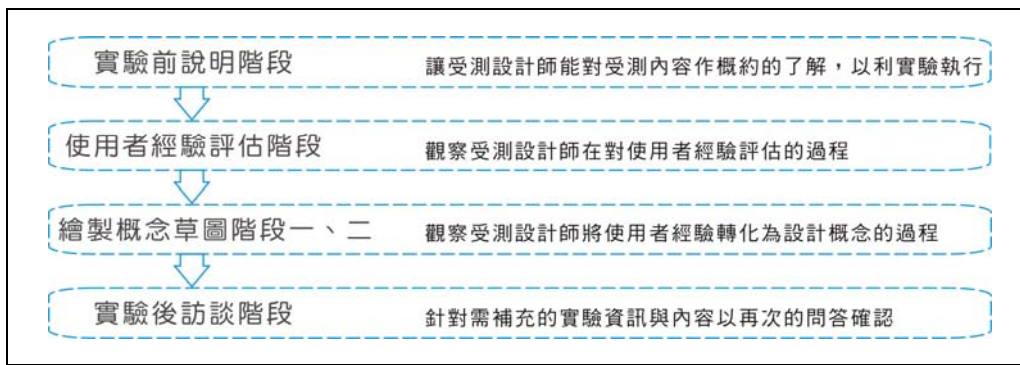 實驗前說明階段 讓受測設計師能對受測內容作概約的了解，以利實驗執行
使用者經驗評估階段 觀察受測設計師在對使用者經驗評估的過程
繪製概念草圖階段一、二 觀察受測設計師將使用者經驗轉化為設計概念的過程
實驗後訪談階段 針對需補充的實驗資訊與內容以再次的問答確認